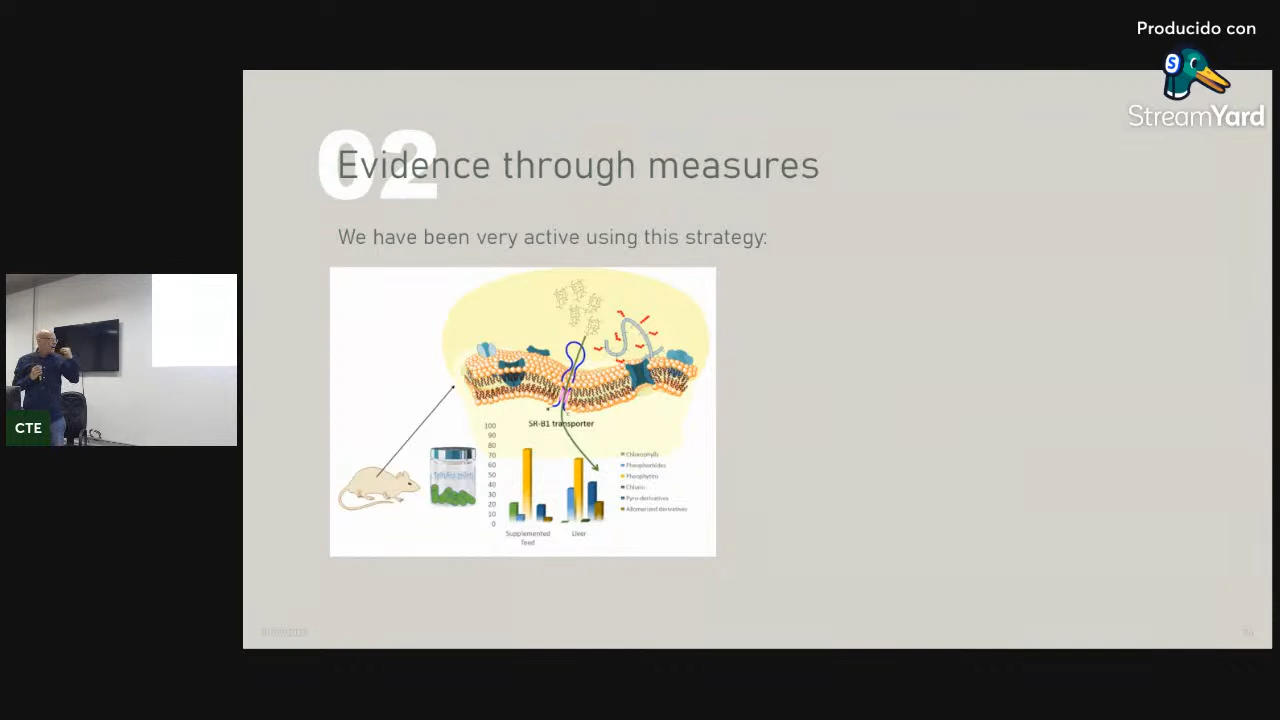 Producido con
StreamYard
02
Evidence through measures
We have been very active using this strategy:
SR-B1 transporter
100
90
80
70
60
50
40
30
20
10
0
Chlorophylls
Pheophorbides
Pheophytins
Chlorin
Pyro-derivatives
Allomerized derivatives
Supplemented
feed
Liver
CTE